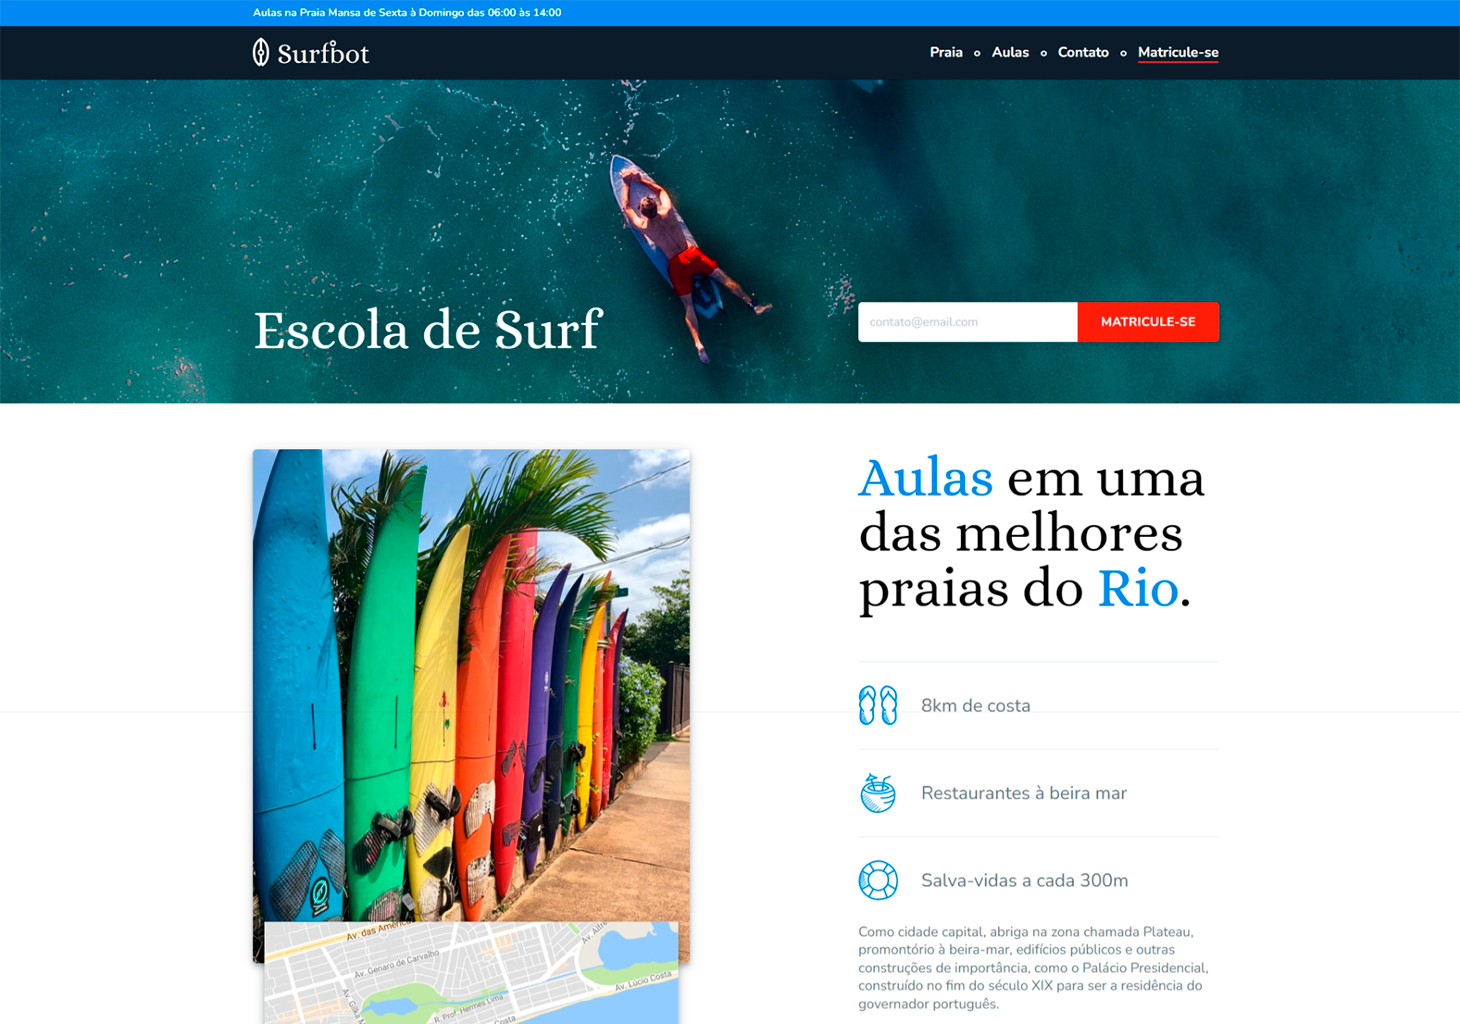 Aulas na Praia Mansa de Sexta à Domingo das 06:00 às 14:00
Surfbot
Praia
Aulas
Contato
Matricule-se
Escola de Surf
contato@email.com
MATRICULE-SE
Aulas em uma
das melhores
praias do Rio.
8km de costa
Restaurantes à beira mar
Salva-vidas a cada 300m
Como cidade capital, abriga na zona chamada Plateau,
promontório à beira-mar, edifícios públicos e outras
construções de importância, como o Palácio Presidencial,
construído no fim do século XIX para ser a residência do
governador português.
Av. das Améric
Av. Genaro de Carvalho
Av. Alfre
Av. Gilka M
R. Prof. Hermes Lima
Av. Lúcio Costa
Costa